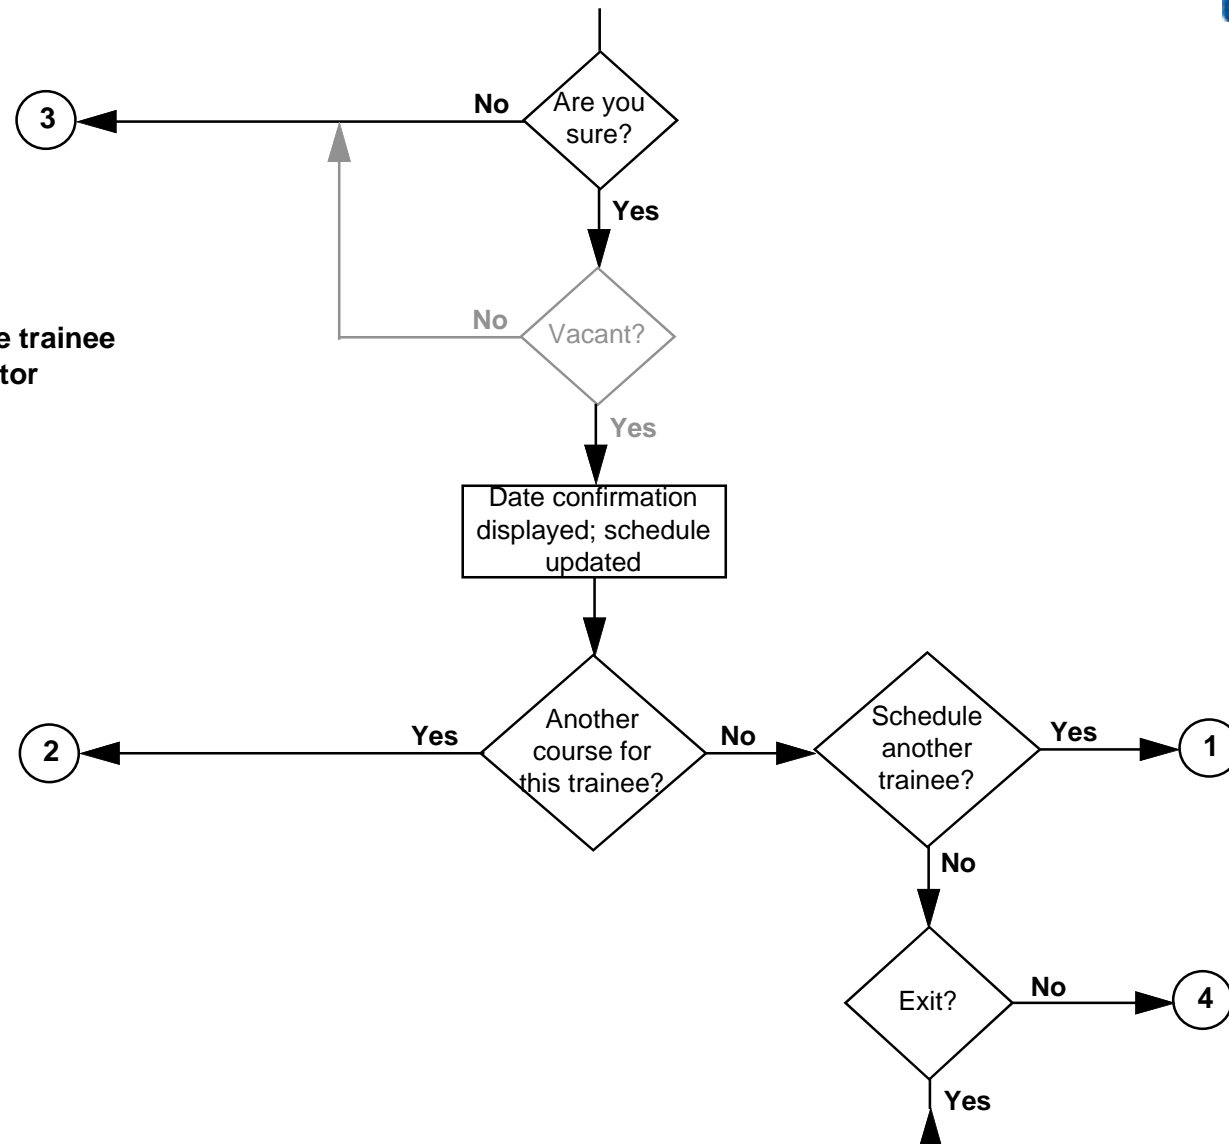 3
No
Are you
sure?
Yes
No
Vacant?
e trainee
tor
Yes
Date confirmation
displayed; schedule
updated
2
Yes
Another
course for
this trainee?
No
Schedule
another
trainee?
Yes
1
No
Exit?
No
4
Yes